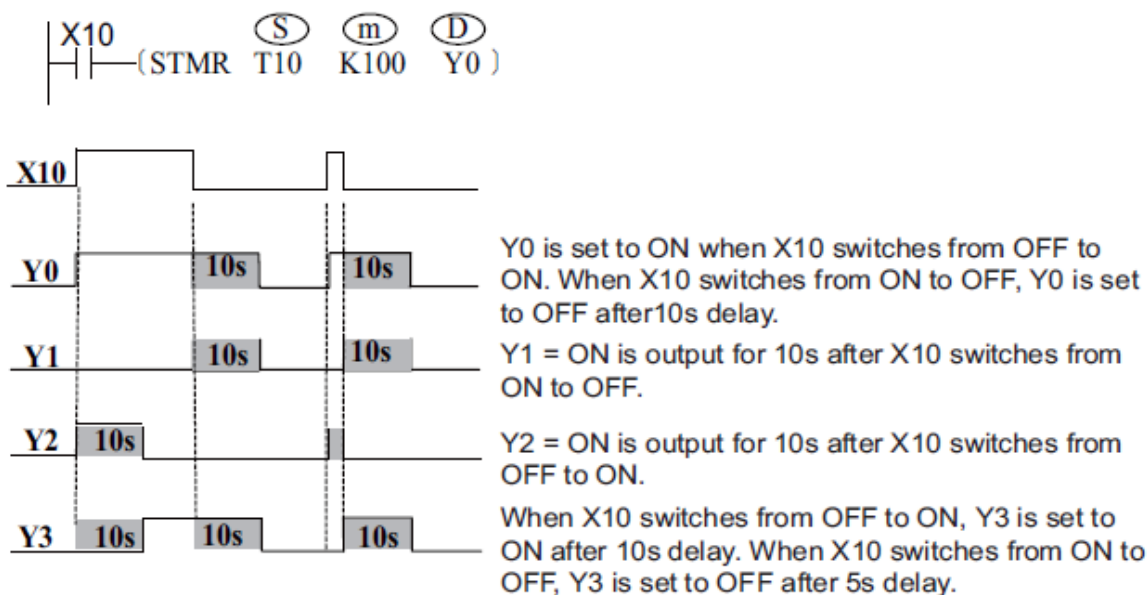 X10
S m D
(STMR T10 K100 Y0 )
X10
Y0 10s 10s
Y0 is set to ON when X10 switches from OFF to
ON. When X10 switches from ON to OFF, Y0 is set
to OFF after10s delay.
Y1 10s 10s
Y1 = ON is output for 10s after X10 switches from
ON to OFF.
Y2 10s
Y2 = ON is output for 10s after X10 switches from
OFF to ON.
Y3 10s 10s 10s
When X10 switches from OFF to ON, Y3 is set to
ON after 10s delay. When X10 switches from ON to
OFF, Y3 is set to OFF after 5s delay.